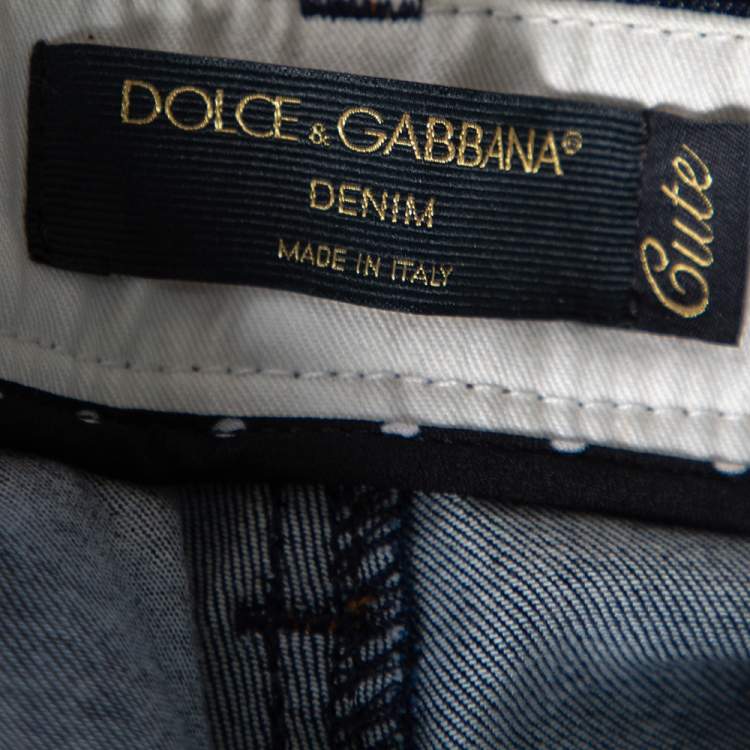 DOLCE & GABBANA®
DENIM
MADE IN ITALY
Cute